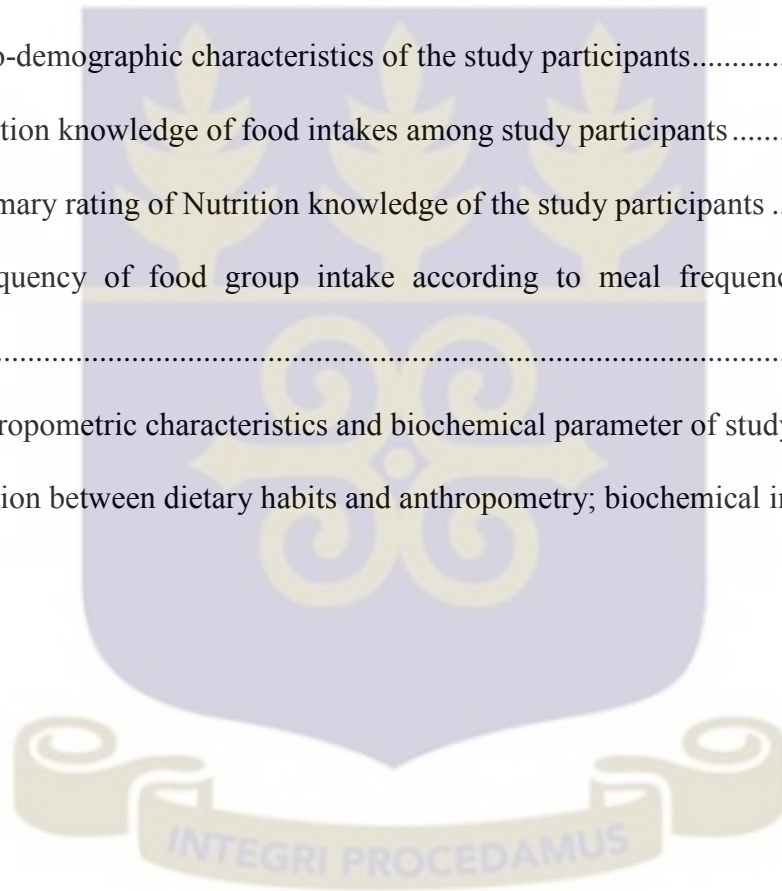 o-demographic characteristics of the study participants............
tion knowledge of food intakes among study participants.......
mary rating of Nutrition knowledge of the study participants ..
quency of food group intake according to meal frequenc
................................................................................
ropometric characteristics and biochemical parameter of study
tion between dietary habits and anthropometry; biochemical i
INTEGRI PROCEDAMUS